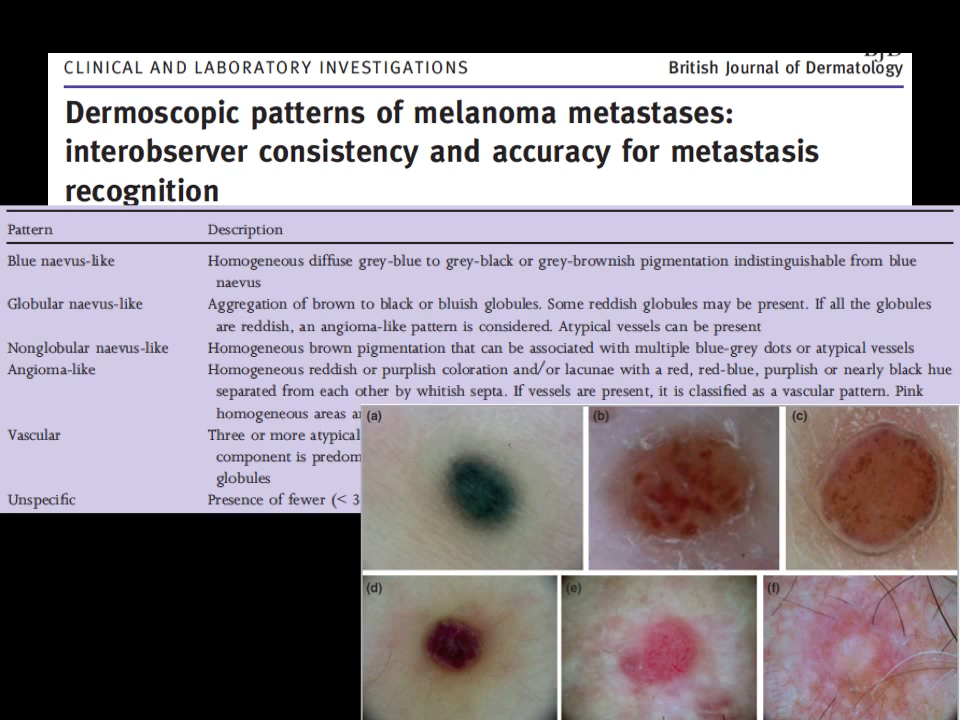 BJD
CLINICAL AND LABORATORY INVESTIGATIONS
British Journal of Dermatology
Dermoscopic patterns of melanoma metastases:
interobserver consistency and accuracy for metastasis
recognition
Pattern Description
Blue naevus-like Homogeneous diffuse grey-blue to grey-black or grey-brownish pigmentation indistinguishable from blue
naevus
Globular naevus-like Aggregation of brown to black or bluish globules. Some reddish globules may be present. If all the globules
are reddish, an angioma-like pattern is considered. Atypical vessels can be present
Nonglobular naevus-like Homogeneous brown pigmentation that can be associated with multiple blue-grey dots or atypical vessels
Angioma-like Homogeneous reddish or purplish coloration and/or lacunae with a red, red-blue, purplish or nearly black hue
separated from each other by whitish septa. If vessels are present, it is classified as a vascular pattern. Pink
homogeneous areas
Vascular Three or more atypical
component is
globules
Unspecific Presence of fewer (< 3
(a) (b) (c)
(d) (e) (f)